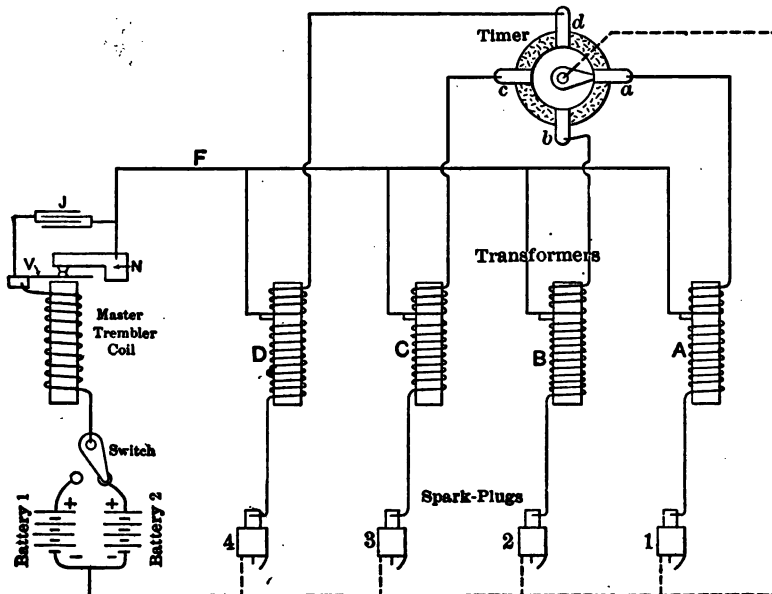 d
Timer
c
a
b
F
J
V
N
Transformers
Master
Trembler
Coil
D
C
B
A
Switch
Spark-Plugs
+
+
Battery 1
Battery 2
-
-
4
3
2
1